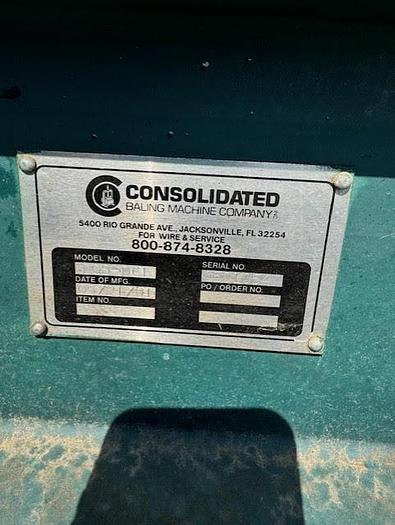 CONSOLIDATED
BALING MACHINE COMPANY
5400 RIO GRANDE AVE., JACKSONVILLE, FL 32254
FOR WIRE & SERVICE
800-874-8328
MODEL NO.
SERIAL NO.
DATE OF MFG.
PO / ORDER NO.
ITEM NO.